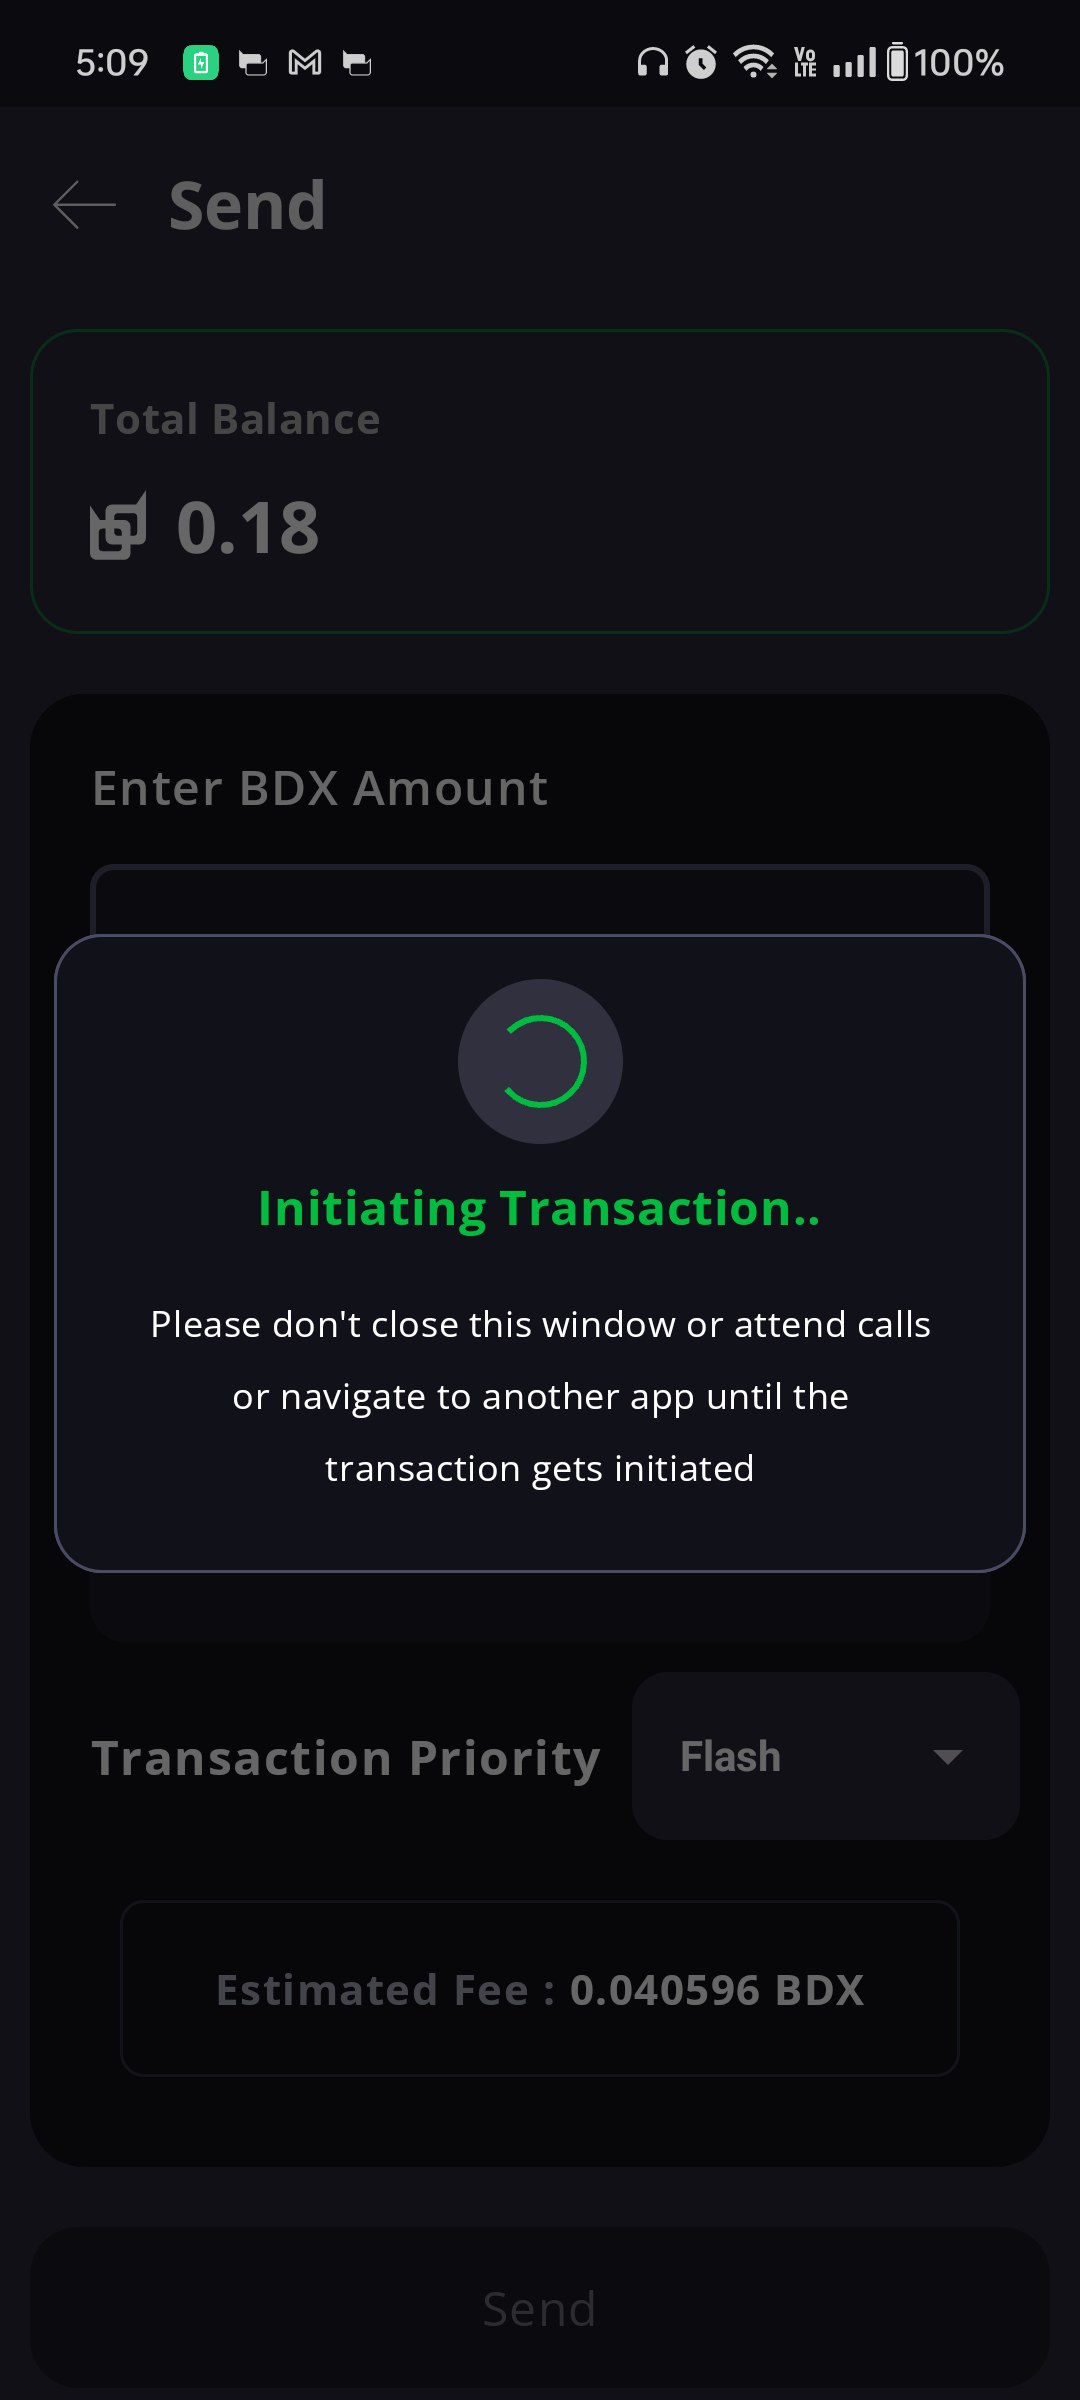 5:09
Vo
LTE
100%
Send
Total Balance
0.18
Enter BDX Amount
Initiating Transaction..
Please don't close this window or attend calls
or navigate to another app until the
transaction gets initiated
Transaction Priority
Flash
Estimated Fee : 0.040596 BDX
Send